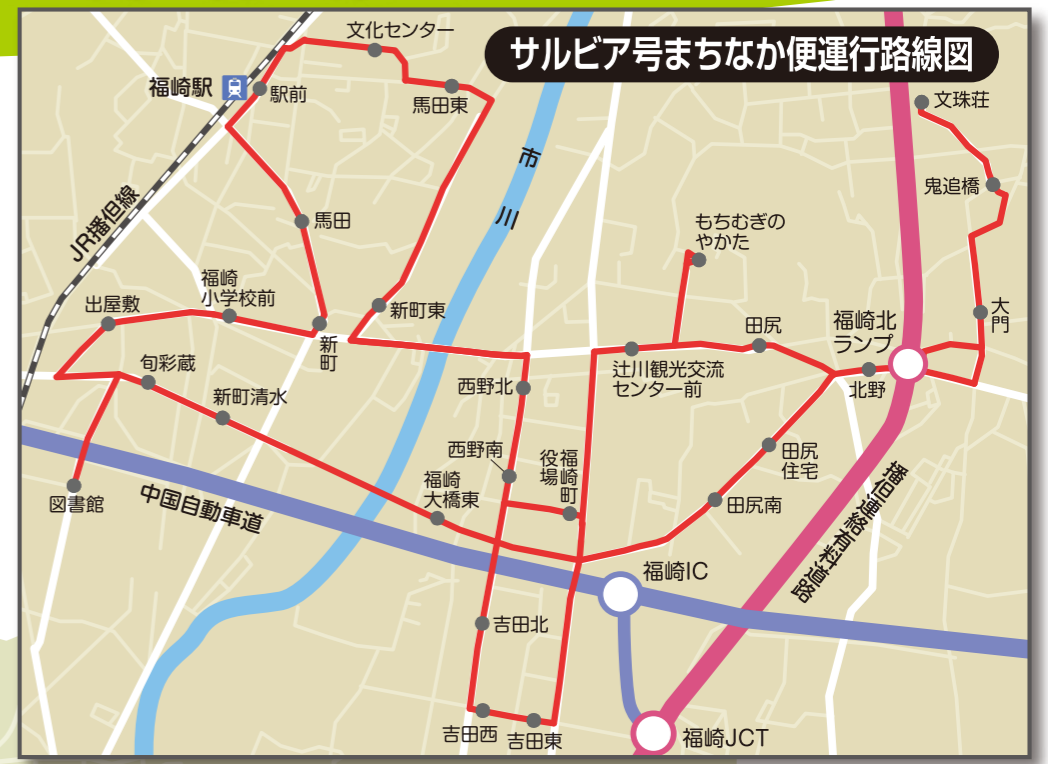 サルビア号まちなか便運行路線図
文化センター
福崎駅
駅前
馬田東
文珠荘
市川
鬼追橋
JR播但線
馬田
もちむぎの
やかた
福崎
小学校前
出屋敷
新町東
新町
大門
福崎北
ランプ
田尻
辻川観光交流
センター前
北野
旬彩蔵
新町清水
西野北
西野南
福崎町
役場
田尻
住宅
田尻南
図書館
中国自動車道
福崎
大橋東
播但連絡有料道路
福崎IC
吉田北
吉田西
吉田東
福崎JCT